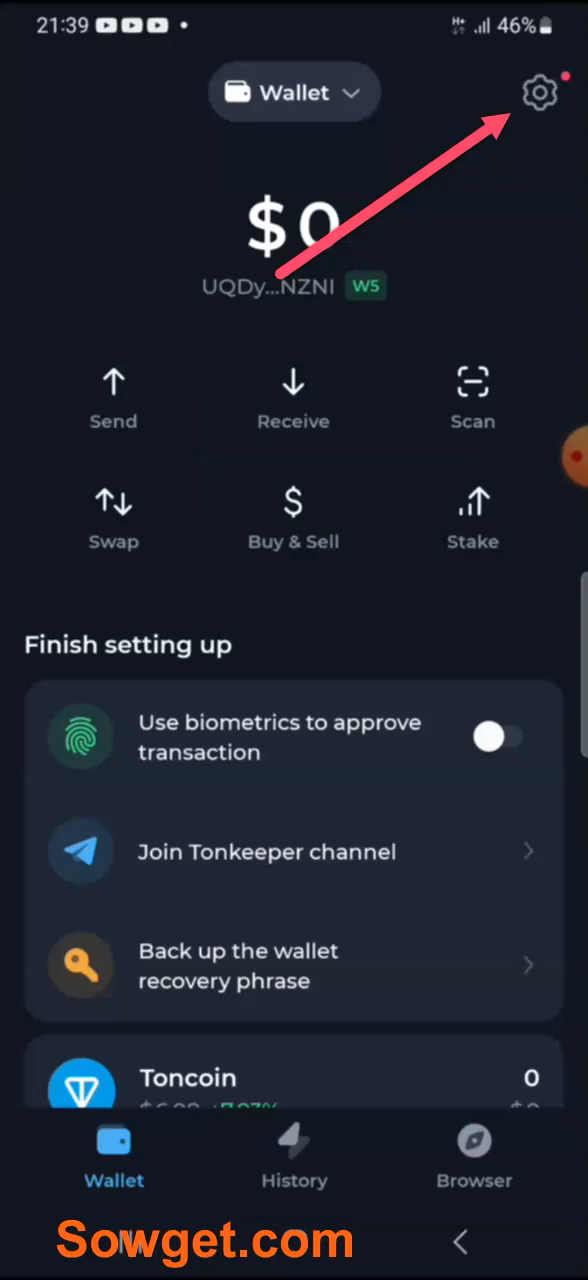 21:39 46%
Wallet
$0
UQDy...NZNI W5
Send Receive Scan
Swap Buy & Sell Stake
Finish setting up
Use biometrics to approve
transaction
Join Tonkeeper channel
Back up the wallet
recovery phrase
Toncoin 0
Wallet History Browser
Sowget.com